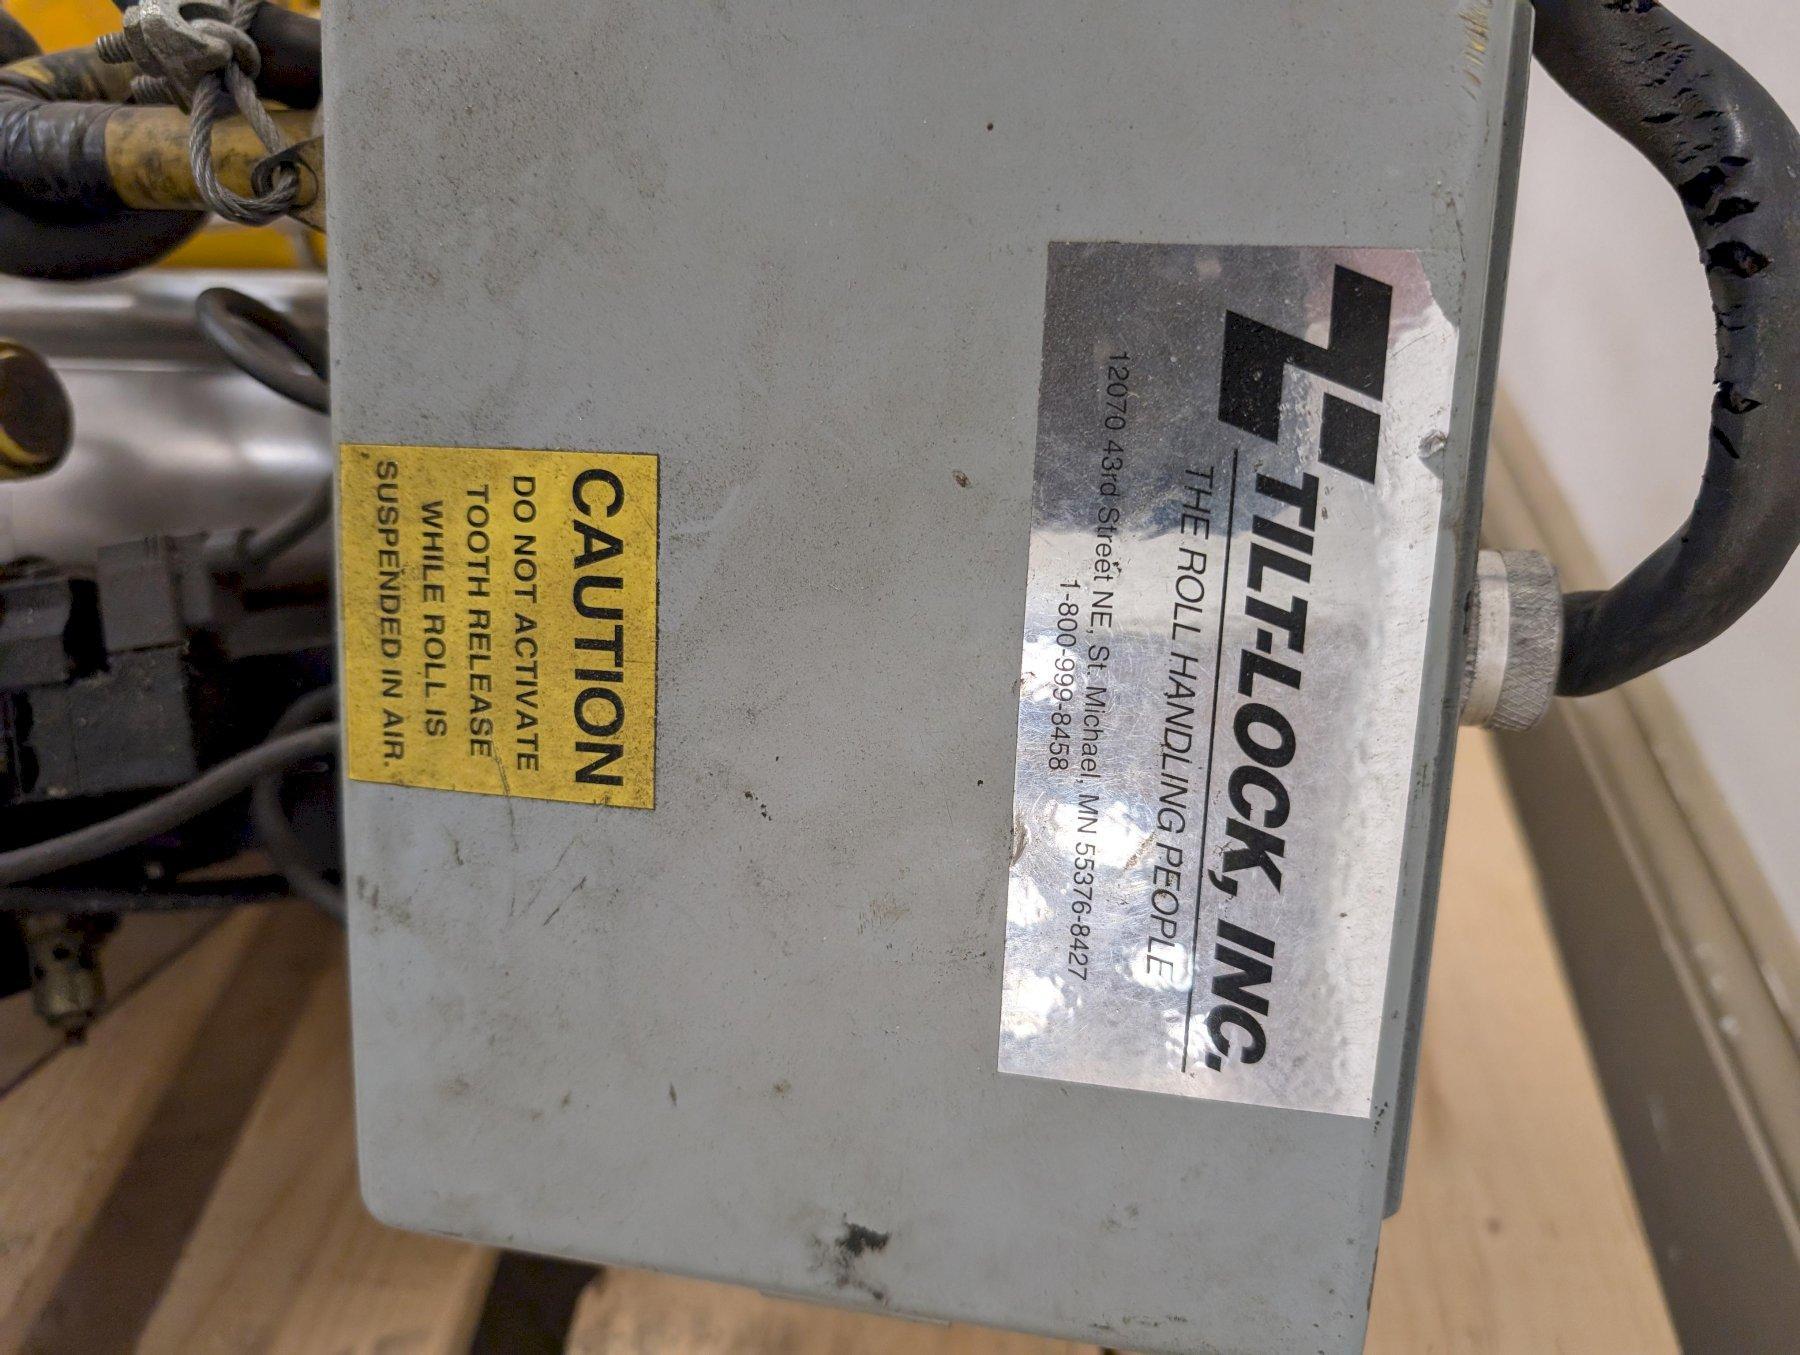 TILT-LOCK, INC.
THE ROLL HANDLING PEOPLE
12070 43rd Street NE, St. Michael, MN 55376-8427
1-800-999-8458
CAUTION
DO NOT ACTIVATE
TOOTH RELEASE
WHILE ROLL IS
SUSPENDED IN AIR.